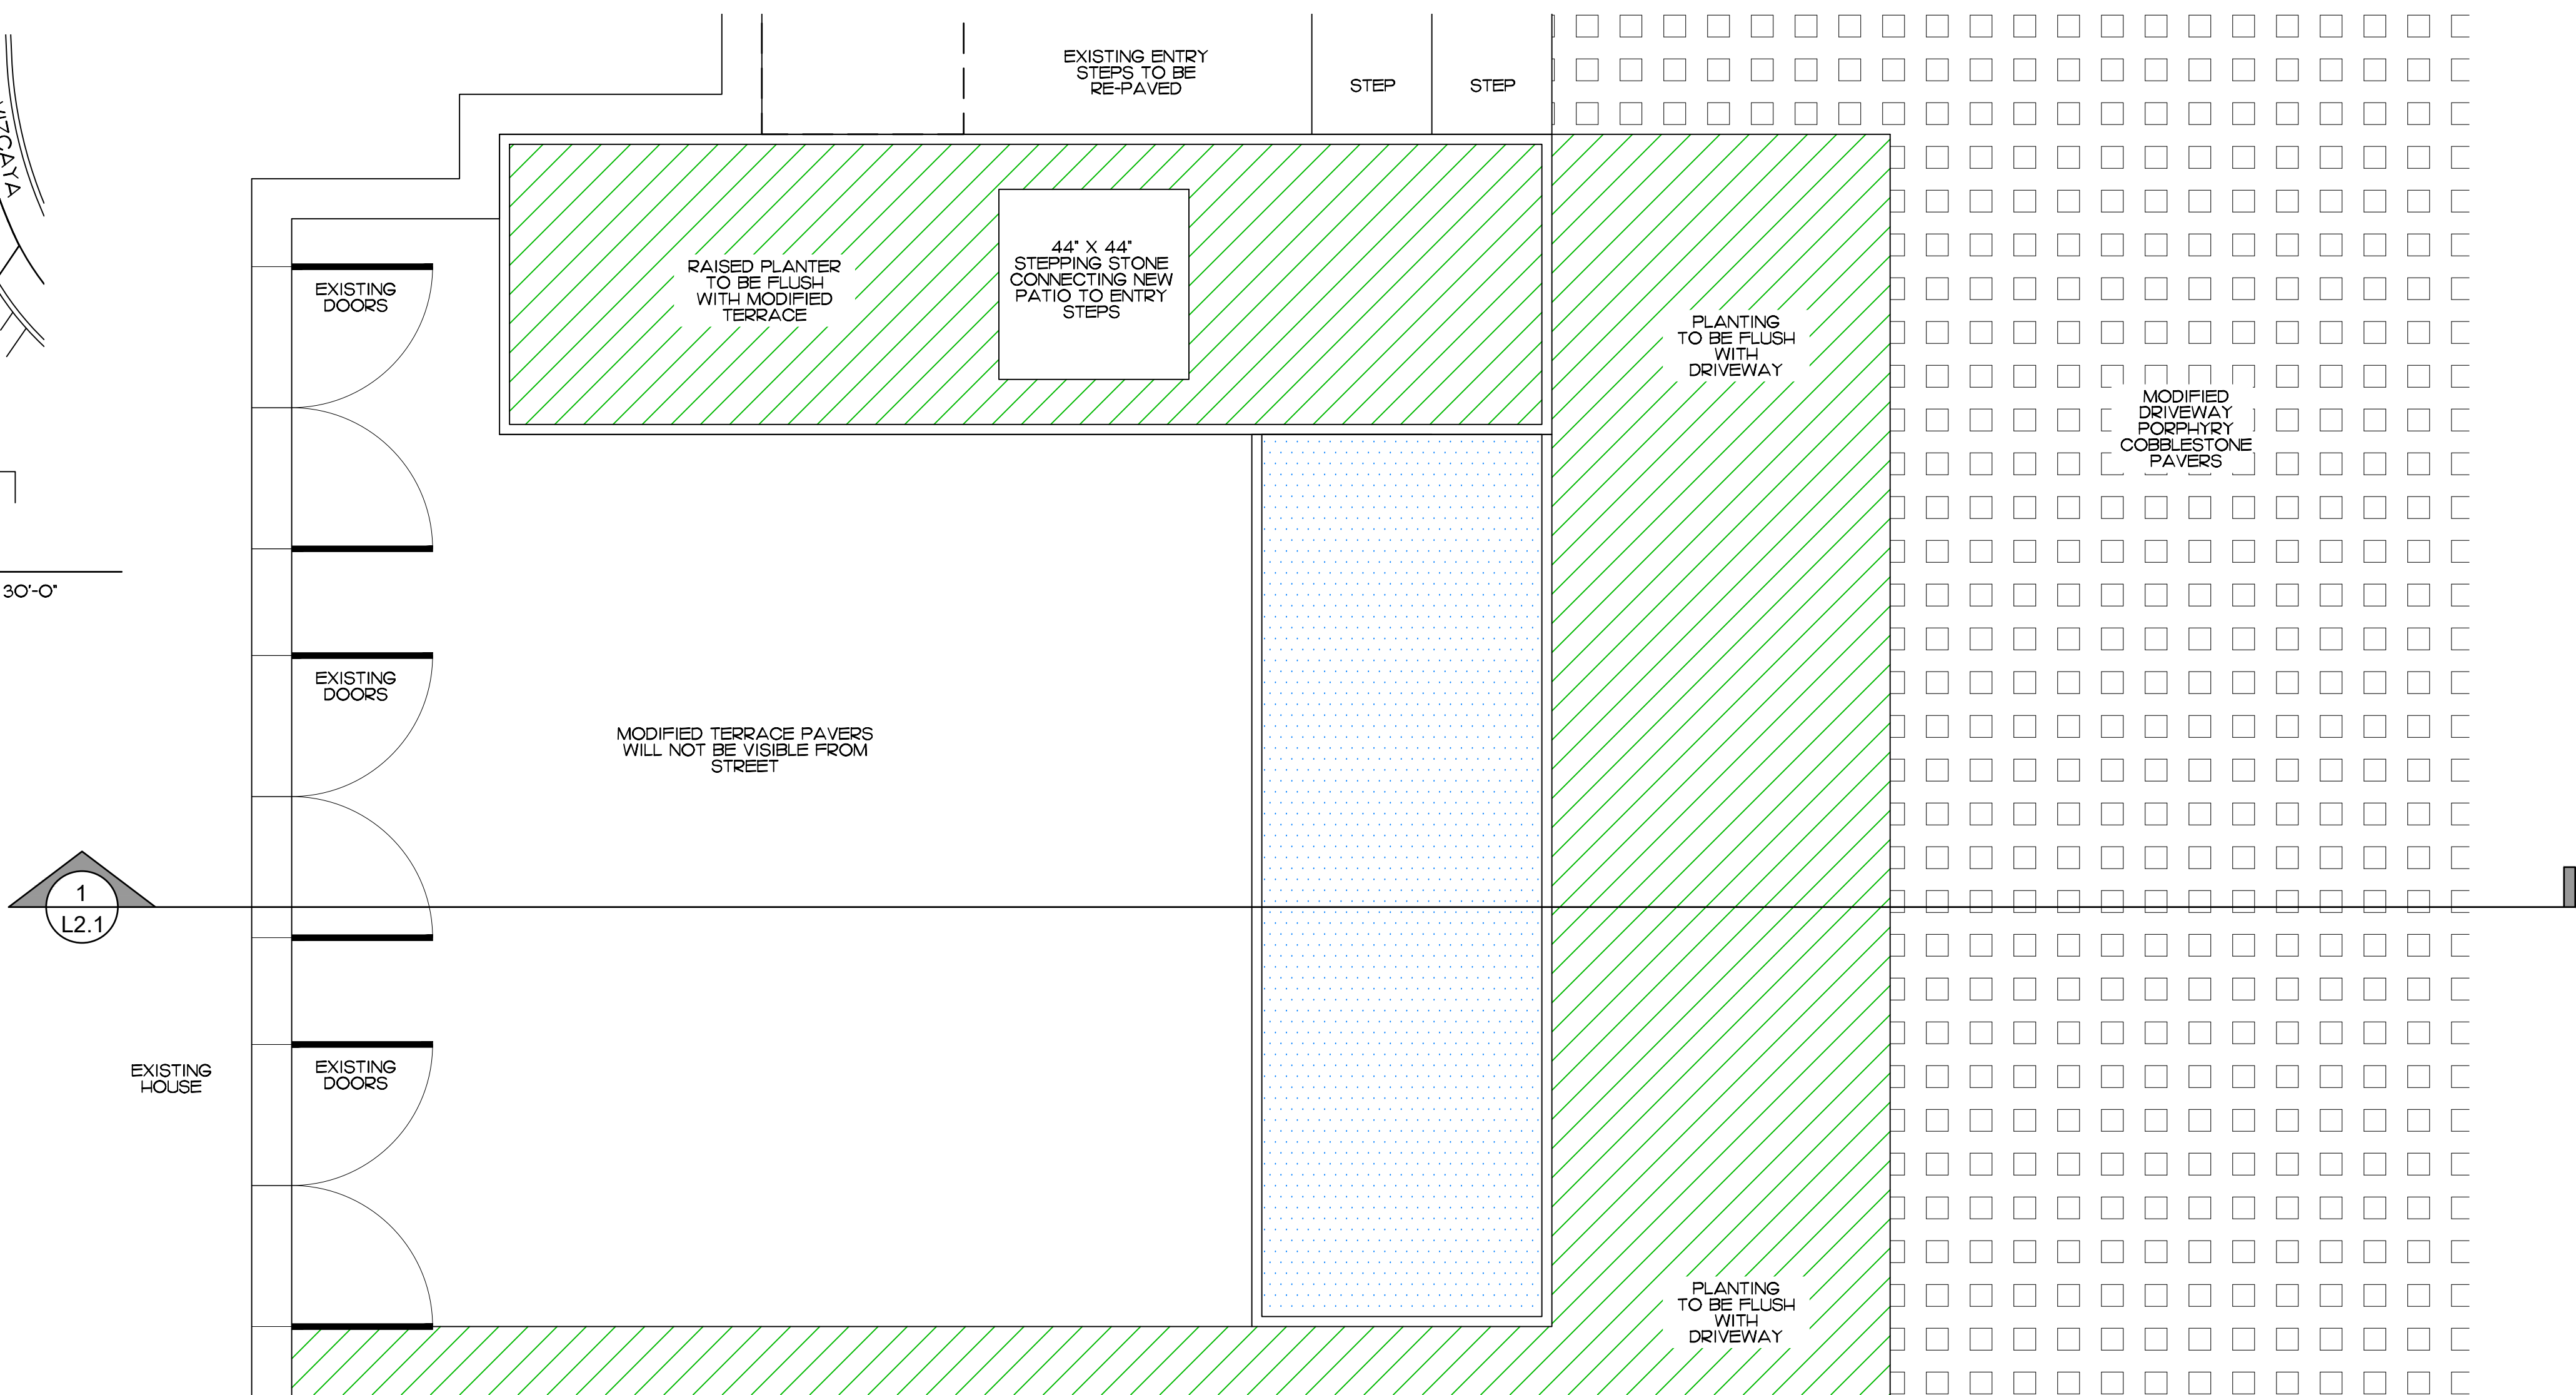 VIZCAYA
30'-0"
EXISTING ENTRY
STEPS TO BE
RE-PAVED
STEP
STEP
44" X 44"
STEPPING STONE
CONNECTING NEW
PATIO TO ENTRY
STEPS
RAISED PLANTER
TO BE FLUSH
WITH MODIFIED
TERRACE
EXISTING
DOORS
PLANTING
TO BE FLUSH
WITH
DRIVEWAY
MODIFIED
DRIVEWAY
PORPHYRY
COBBLESTONE
PAVERS
EXISTING
DOORS
MODIFIED TERRACE PAVERS
WILL NOT BE VISIBLE FROM
STREET
1
L2.1
EXISTING
HOUSE
EXISTING
DOORS
PLANTING
TO BE FLUSH
WITH
DRIVEWAY